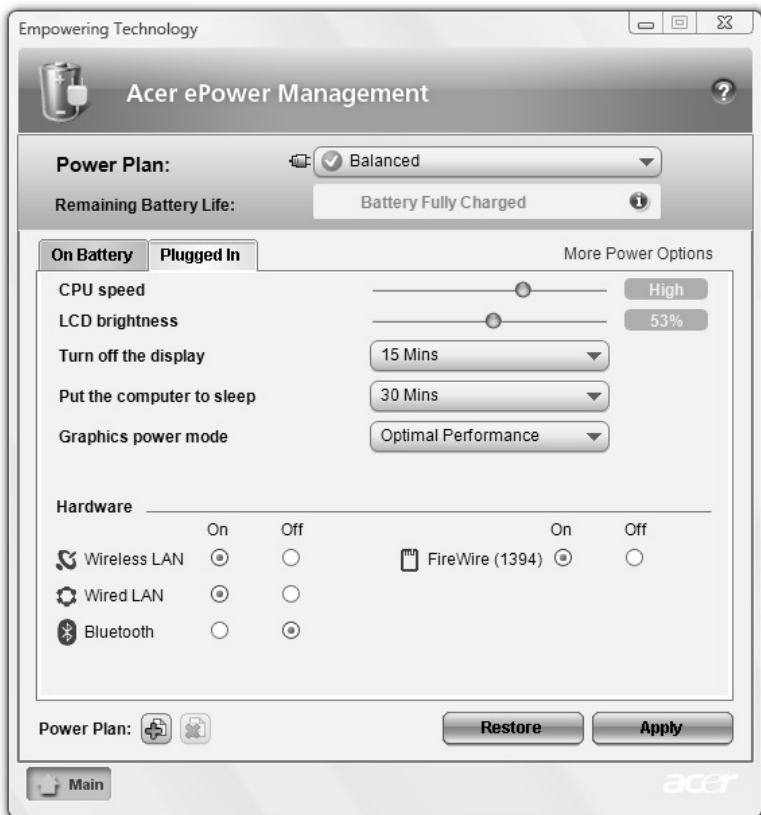 Empowering Technology
Acer ePower Management
?
Power Plan: Balanced
Remaining Battery Life: Battery Fully Charged i
On Battery Plugged In More Power Options
CPU speed High
LCD brightness 53%
Turn off the display 15 Mins
Put the computer to sleep 30 Mins
Graphics power mode Optimal Performance
Hardware
On Off On Off
Wireless LAN FireWire (1394)
Wired LAN
Bluetooth
Power Plan: Restore Apply
Main acer